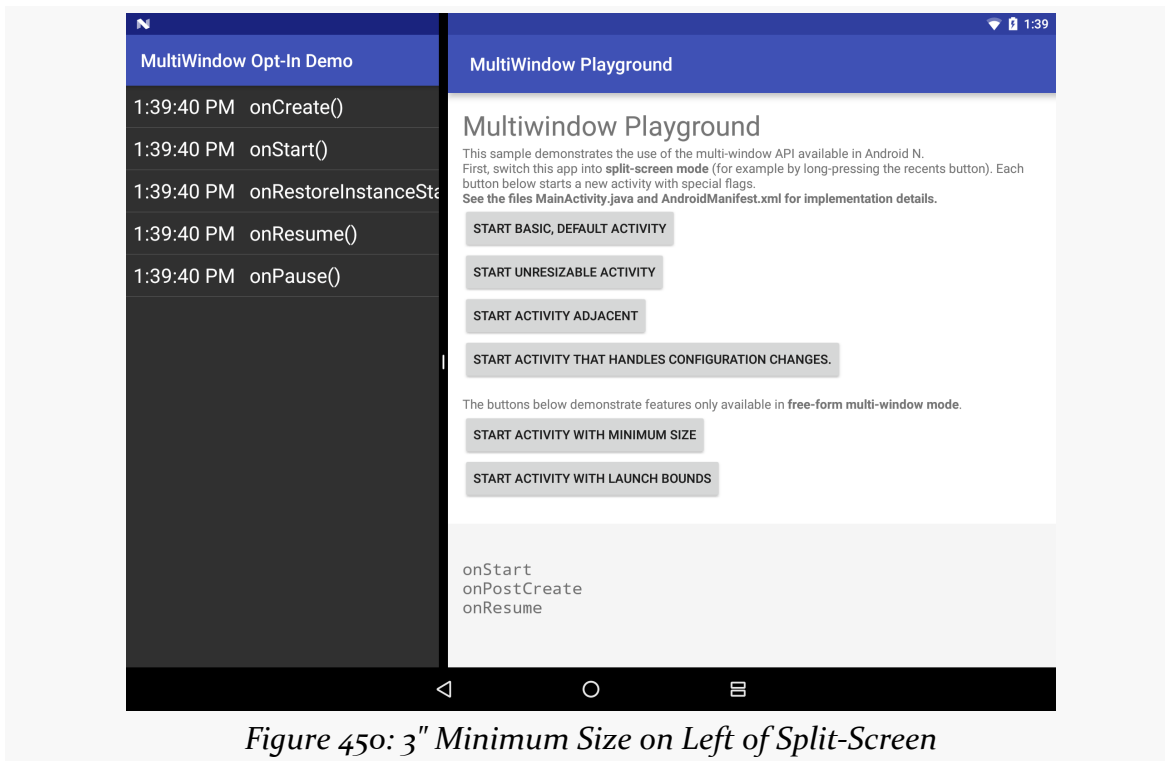 1:39
MultiWindow Opt-In Demo
1:39:40 PM onCreate()
1:39:40 PM onStart()
1:39:40 PM onRestoreInstanceSta
1:39:40 PM onResume()
1:39:40 PM onPause()
MultiWindow Playground
Multiwindow Playground
This sample demonstrates the use of the multi-window API available in Android N.
First, switch this app into split-screen mode (for example by long-pressing the recents button). Each
button below starts a new activity with special flags.
See the files MainActivity.java and AndroidManifest.xml for implementation details.
START BASIC, DEFAULT ACTIVITY
START UNRESIZABLE ACTIVITY
START ACTIVITY ADJACENT
START ACTIVITY THAT HANDLES CONFIGURATION CHANGES.
The buttons below demonstrate features only available in free-form multi-window mode.
START ACTIVITY WITH MINIMUM SIZE
START ACTIVITY WITH LAUNCH BOUNDS
onStart
onPostCreate
onResume
Figure 450: 3" Minimum Size on Left of Split-Screen